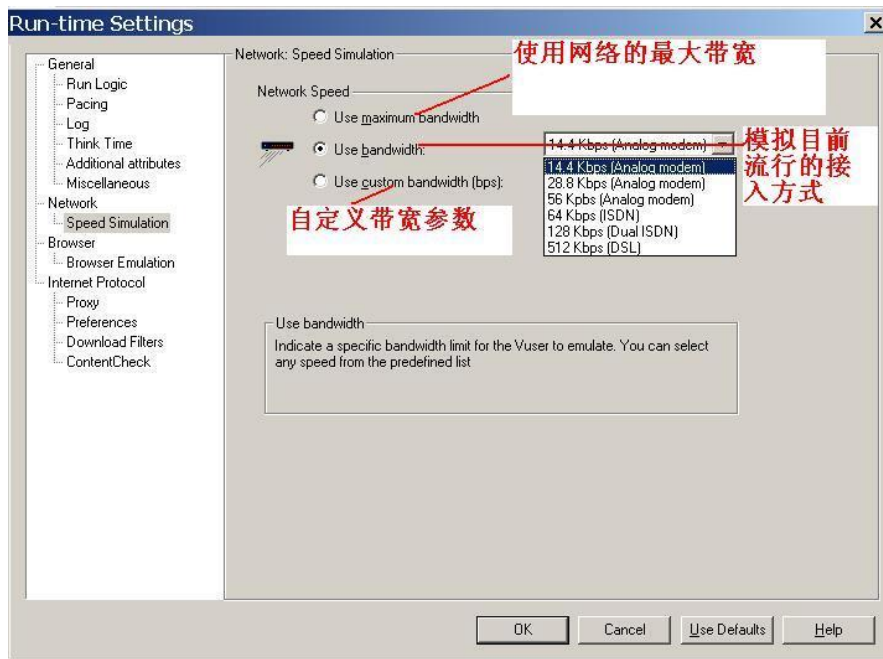 Run-time Settings
General
Run Logic
Pacing
Log
Think Time
Additional attributes
Miscellaneous
Network
Speed Simulation
Browser
Browser Emulation
Internet Protocol
Proxy
Preferences
Download Filters
ContentCheck
Network: Speed Simulation
使用网络的最大带宽
Network Speed
Use maximum bandwidth
Use bandwidth:
14.4 Kbps (Analog modem)
模拟目前
流行的接
入方式
14.4 Kbps (Analog modem)
28.8 Kbps (Analog modem)
56 Kpbs (Analog modem)
64 Kbps (ISDN)
128 Kbps (Dual ISDN)
512 Kbps (DSL)
Use custom bandwidth (bps):
自定义带宽参数
Use bandwidth
Indicate a specific bandwidth limit for the Vuser to emulate. You can select
any speed from the predefined list
OK
Cancel
Use Defaults
Help